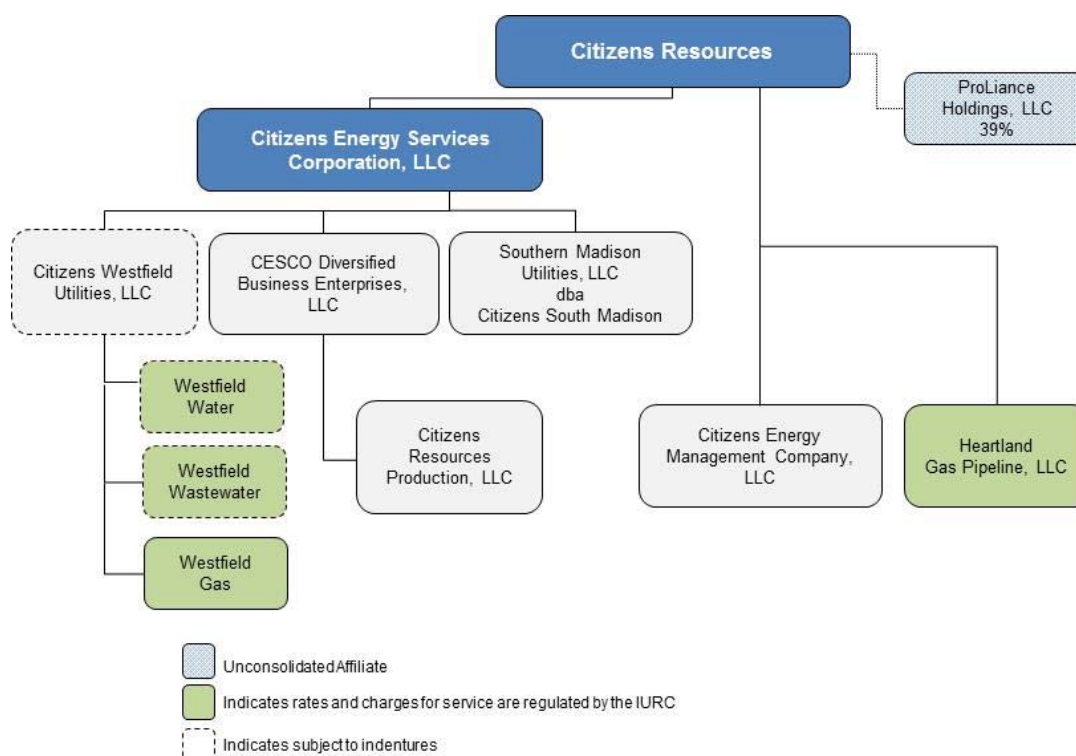 Citizens Resources
ProLiance
Holdings, LLC
39%
Citizens Energy Services
Corporation, LLC
Citizens Westfield
Utilities, LLC
CESCO Diversified
Business Enterprises,
LLC
Southern Madison
Utilities, LLC
dba
Citizens South Madison
Westfield
Water
Westfield
Wastewater
Westfield
Gas
Citizens
Resources
Production, LLC
Citizens Energy
Management Company,
LLC
Heartland
Gas Pipeline, LLC
Unconsolidated Affiliate
Indicates rates and charges for service are regulated by the IURC
Indicates subject to indentures